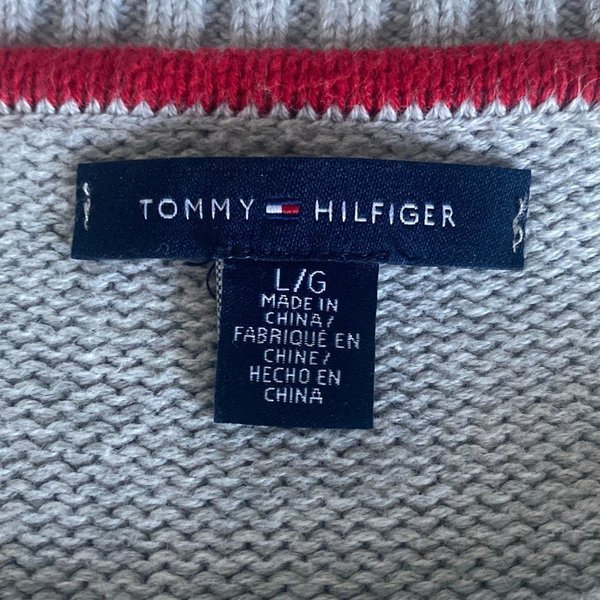 TOMMY HILFIGER
L/G
MADE IN
CHINA/
FABRIQUÉ EN
CHINE/
HECHO EN
CHINA